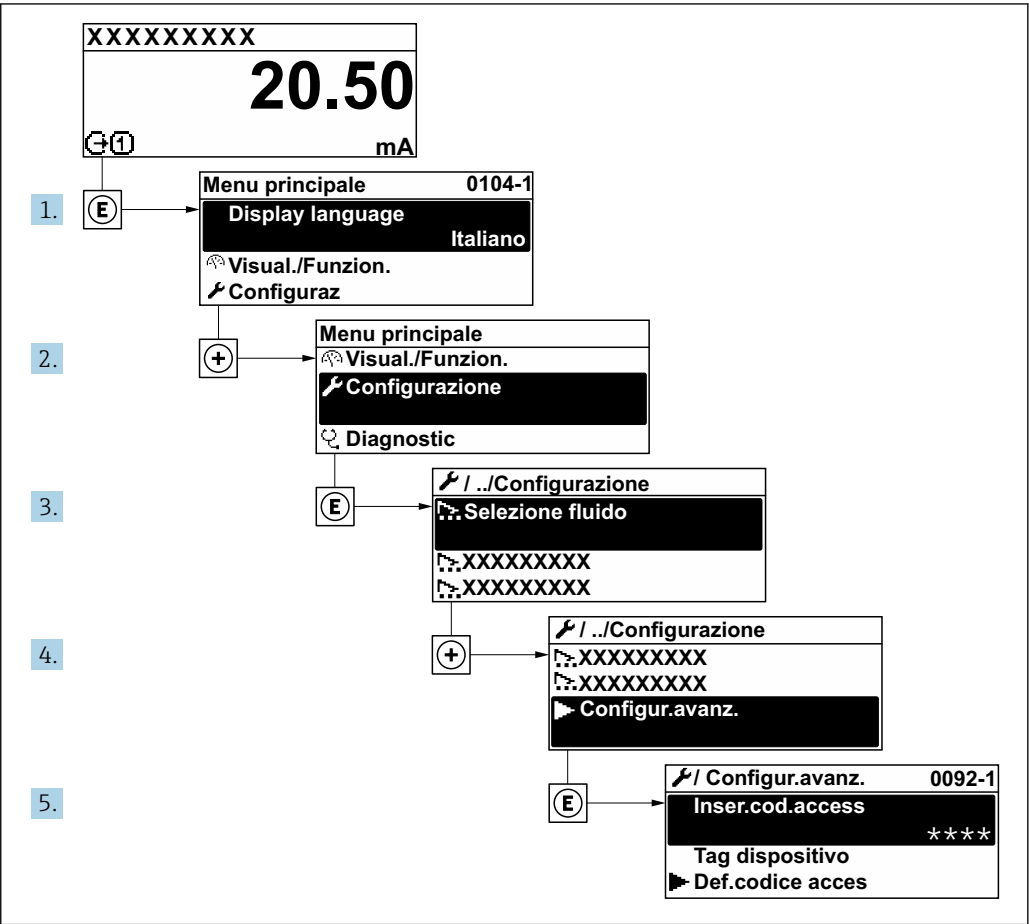 XXXXXXXXX
20.50
1 mA
1. E
Menu principale 0104-1
Display language
Italiano
Visual./Funzion.
Configuraz
2. +
Menu principale
Visual./Funzion.
Configurazione
Diagnostic
3. E
/ ../Configurazione
Selezione fluido
XXXXXXXXX
XXXXXXXXX
4. +
/ ../Configurazione
XXXXXXXXX
XXXXXXXXX
Configur.avanz.
5. E
/ Configur.avanz. 0092-1
Inser.cod.access
****
Tag dispositivo
Def.codice acces